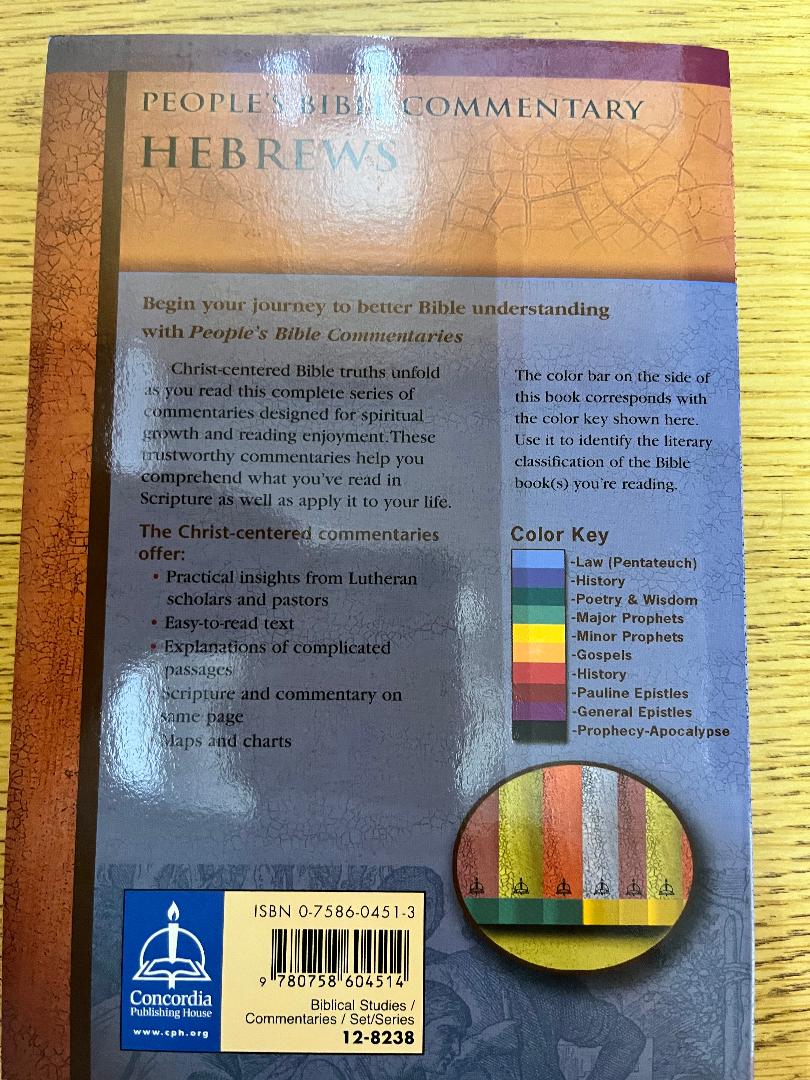 PEOPLE'S BIBLE COMMENTARY
HEBREWS
Begin your journey to better Bible understanding
with People's Bible Commentaries
Christ-centered Bible truths unfold
as you read this complete series of
commentaries designed for spiritual
growth and reading enjoyment.These
trustworthy commentaries help you
comprehend what you've read in
Scripture as well as apply it to your life.
The Christ-centered commentaries
offer:
• Practical insights from Lutheran
scholars and pastors
• Easy-to-read text
• Explanations of complicated
passages
Scripture and commentary on
same page
Maps and charts
The color bar on the side of
this book corresponds with
the color key shown here.
Use it to identify the literary
classification of the Bible
book(s) you're reading.
Color Key
-Law (Pentateuch)
-History
-Poetry & Wisdom
-Major Prophets
-Minor Prophets
-Gospels
-History
-Pauline Epistles
-General Epistles
-Prophecy-Apocalypse
Concordia
Publishing House
www.cph.org
ISBN 0-7586-0451-3
9 780758 604514
Biblical Studies /
Commentaries / Set/Series
12-8238